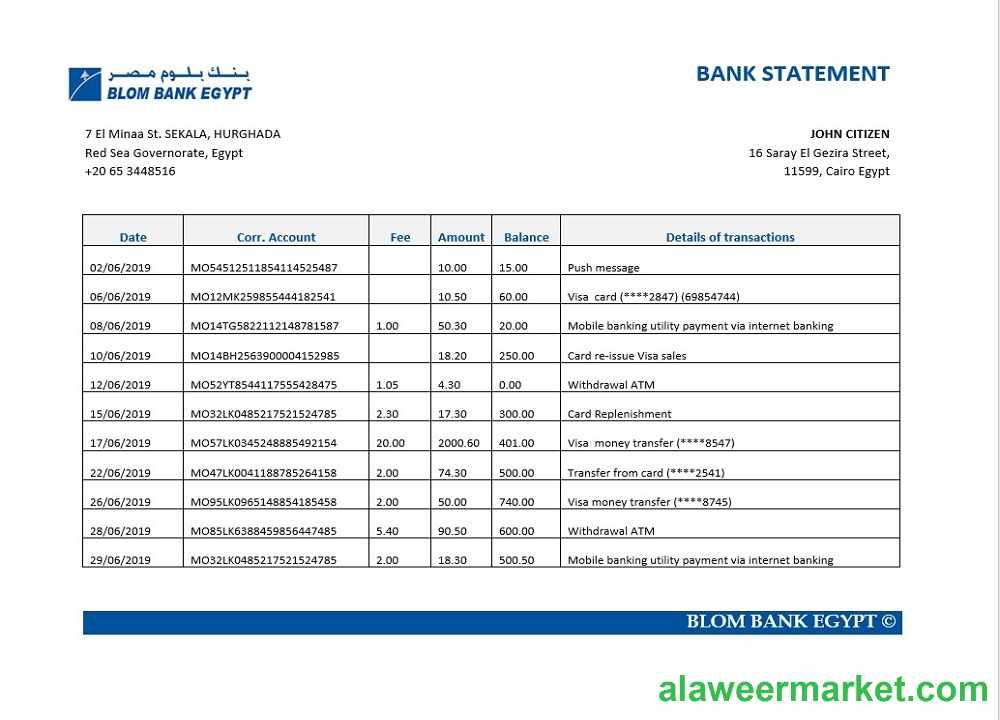 بنك بلوم مصر
BLOM BANK EGYPT
BANK STATEMENT
7 El Minaa St. SEKALA, HURGHADA
Red Sea Governorate, Egypt
+20 65 3448516
JOHN CITIZEN
16 Saray El Gezira Street,
11599, Cairo Egypt
Date Corr. Account Fee Amount Balance Details of transactions
02/06/2019 MO54512511854114525487 10.00 15.00 Push message
06/06/2019 MO12MK259855444182541 10.50 60.00 Visa card (****2847) (69854744)
08/06/2019 MO14TG5822112148781587 1.00 50.30 20.00 Mobile banking utility payment via internet banking
10/06/2019 MO14BH2563900004152985 18.20 250.00 Card re-issue Visa sales
12/06/2019 MO52YT8544117555428475 1.05 4.30 0.00 Withdrawal ATM
15/06/2019 MO32LK0485217521524785 2.30 17.30 300.00 Card Replenishment
17/06/2019 MO57LK0345248885492154 20.00 2000.60 401.00 Visa money transfer (****8547)
22/06/2019 MO47LK0041188785264158 2.00 74.30 500.00 Transfer from card (****2541)
26/06/2019 MO95LK0965148854185458 2.00 50.00 740.00 Visa money transfer (****8745)
28/06/2019 MO85LK6388459856447485 5.40 90.50 600.00 Withdrawal ATM
29/06/2019 MO32LK0485217521524785 2.00 18.30 500.50 Mobile banking utility payment via internet banking
BLOM BANK EGYPT ©
alaweermarket.com